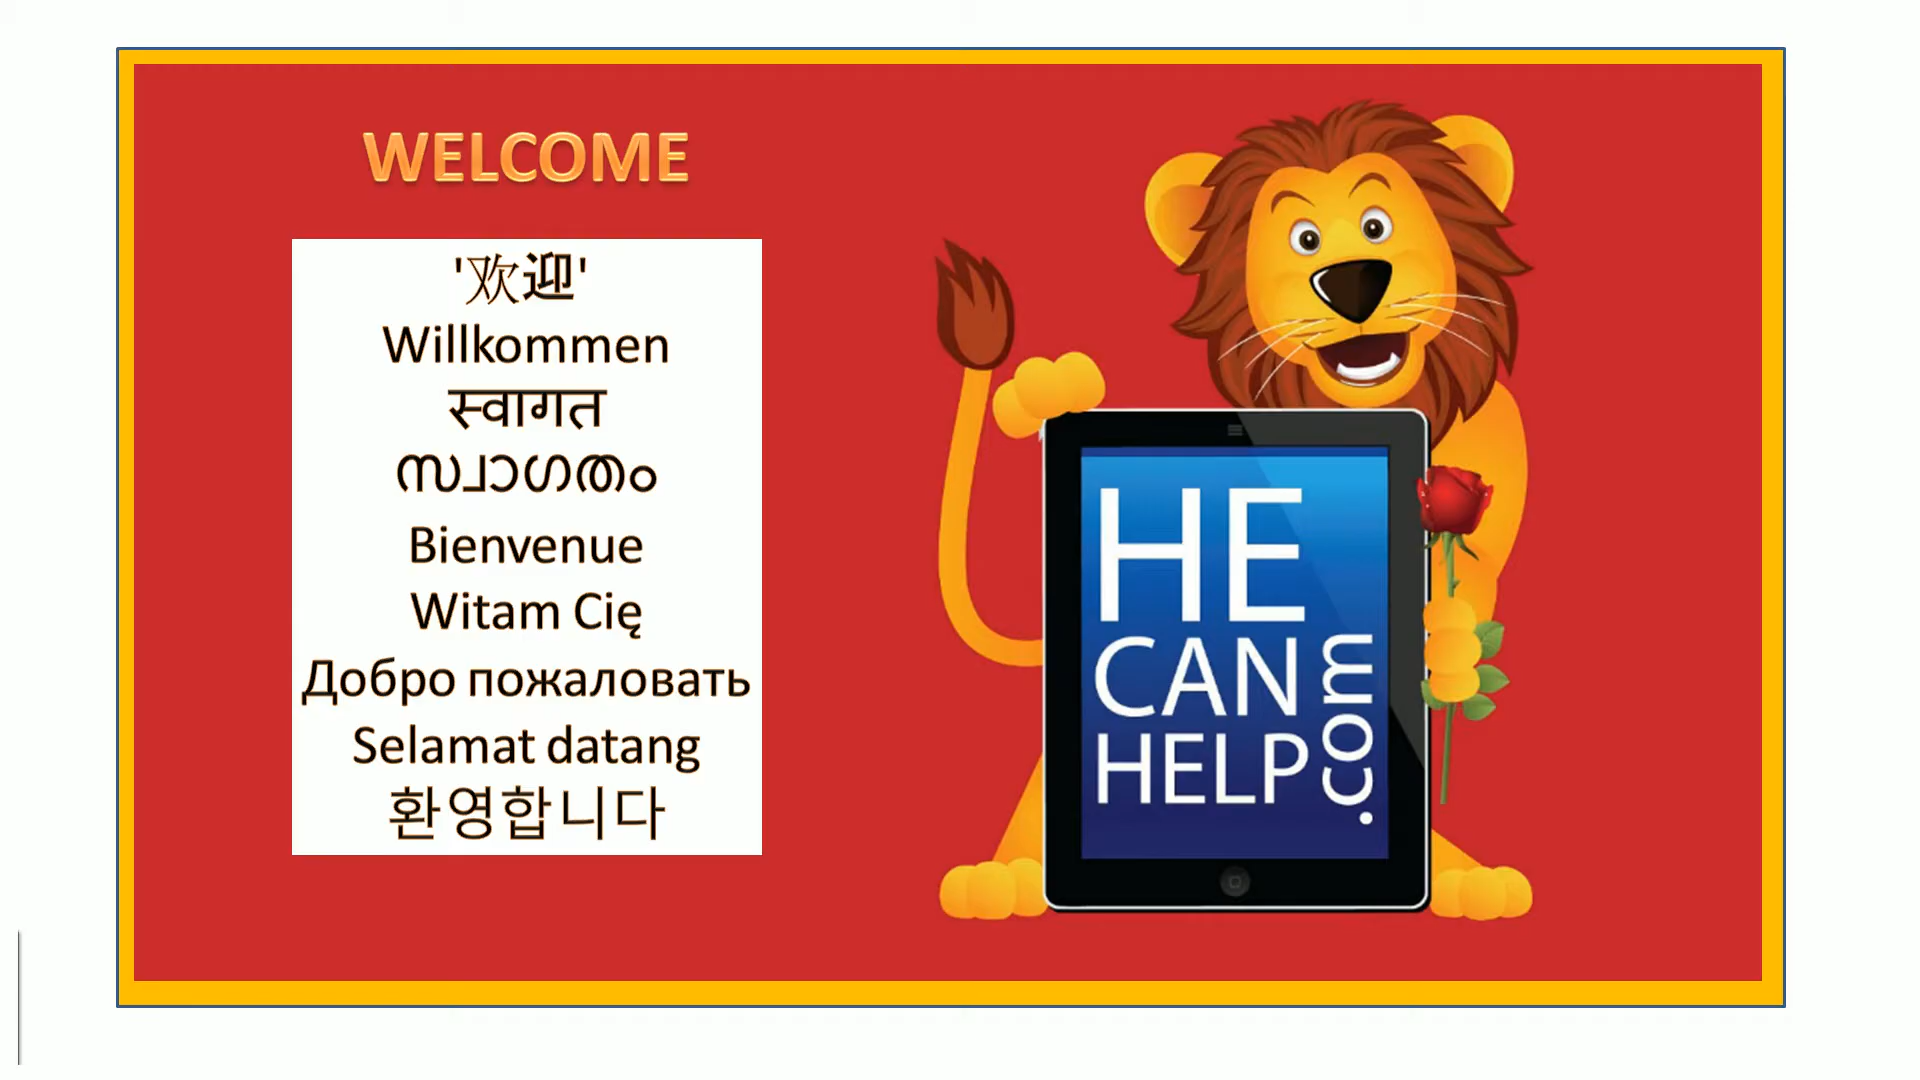 WELCOME
'欢迎'
Willkommen
स्वागत
സ്വാഗതം
Bienvenue
Witam Cię
Добро пожаловать
Selamat datang
환영합니다
HE
CAN
HELP
.com